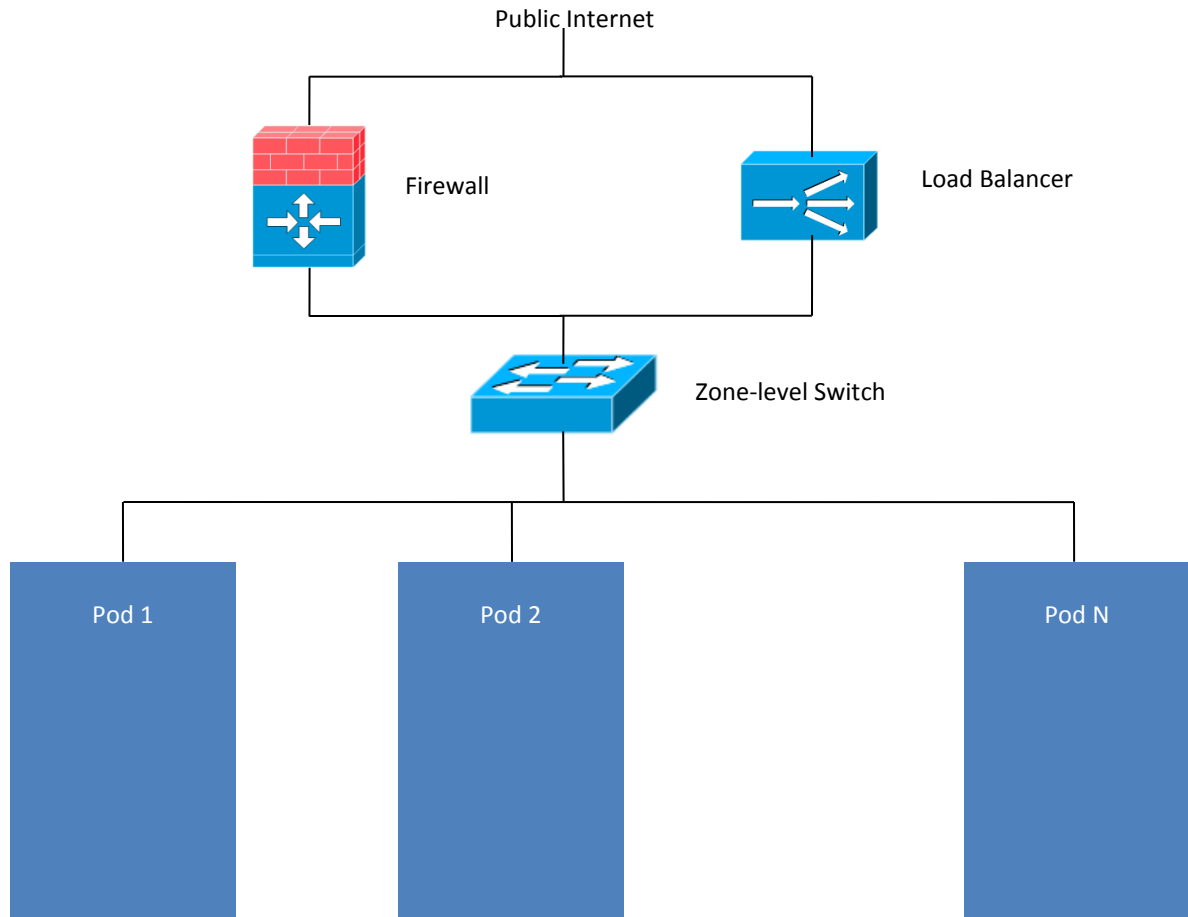 Public Internet
Firewall
Load Balancer
Zone-level Switch
Pod 1
Pod 2
Pod N